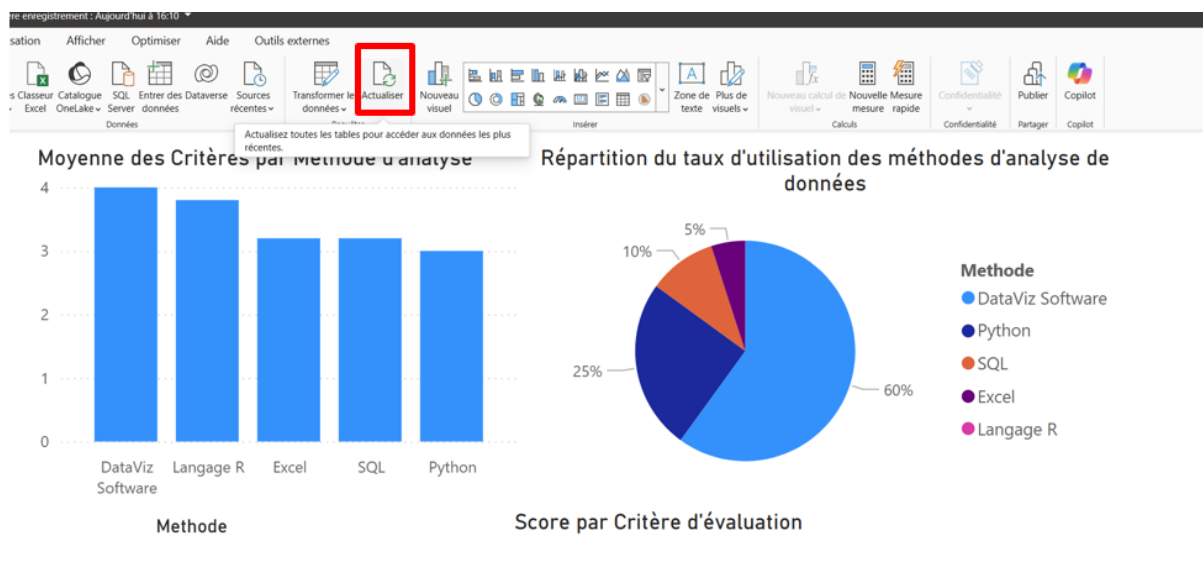 ère enregistrement : Aujourd'hui à 16:10
sation Afficher Optimiser Aide Outils externes
s Classeur Catalogue SQL Entrer des Dataverse Sources Transformer les Actualiser Nouveau Zone de Plus de Nouveau calcul de Nouvelle Mesure Confidentialité Publier Copilot
Excel OneLake Server données récentes données visuel texte visuels visuel mesure rapide
Données Insérer Calculs Confidentialité Partager Copilot
Actualisez toutes les tables pour accéder aux données les plus
récentes.
Moyenne des Critères par Méthode d'analyse
4
3
2
1
0
DataViz Langage R Excel SQL Python
Software
Methode
Répartition du taux d'utilisation des méthodes d'analyse de
données
5%
10%
25%
60%
Methode
DataViz Software
Python
SQL
Excel
Langage R
Score par Critère d'évaluation